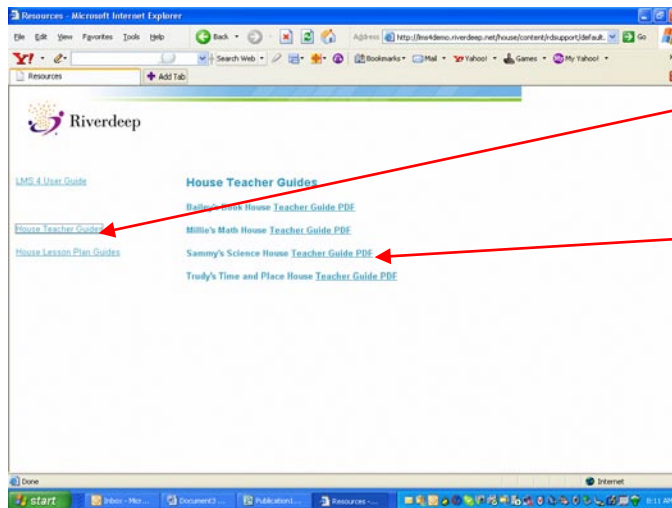 Resources - Microsoft Internet Explorer
File Edit View Favorites Tools Help Back Address http://lms4demo.riverdeep.net/house/content/rdsupport/default. Go
Y! Search Web Bookmarks Mail Yahoo! Games My Yahoo!
Resources Add Tab
Riverdeep
LMS 4 User Guide
House Teacher Guides
House Lesson Plan Guides
House Teacher Guides
Bailey's Book House Teacher Guide PDF
Millie's Math House Teacher Guide PDF
Sammy's Science House Teacher Guide PDF
Trudy's Time and Place House Teacher Guide PDF
Done Internet
start Inbox - Micr... Document3 ... Publication1... Resources -... 8:11 AM